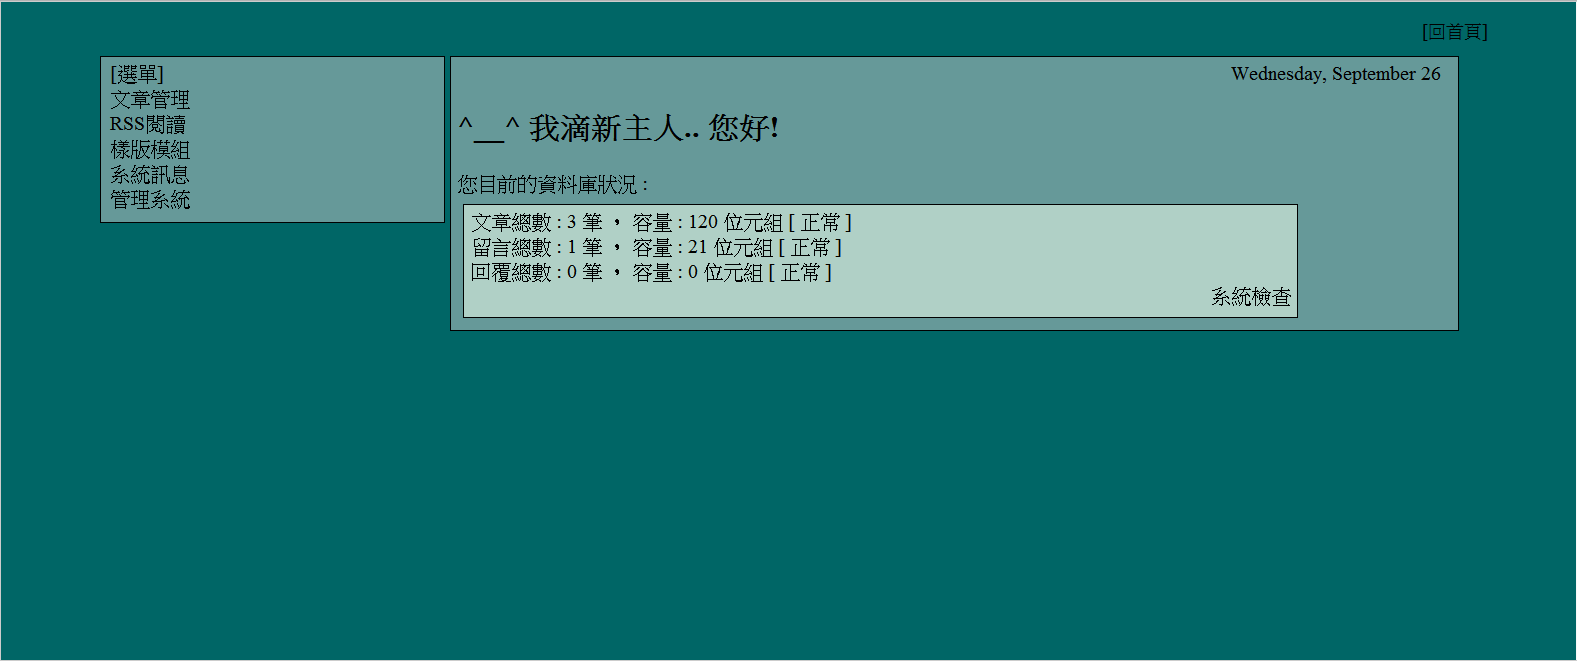 [回首頁]
[選單]
文章管理
RSS閱讀
樣版模組
系統訊息
管理系統
Wednesday, September 26
^__^ 我滴新主人.. 您好!
您目前的資料庫狀況 :
文章總數 : 3 筆 ， 容量 : 120 位元組 [ 正常 ]
留言總數 : 1 筆 ， 容量 : 21 位元組 [ 正常 ]
回覆總數 : 0 筆 ， 容量 : 0 位元組 [ 正常 ]
系統檢查